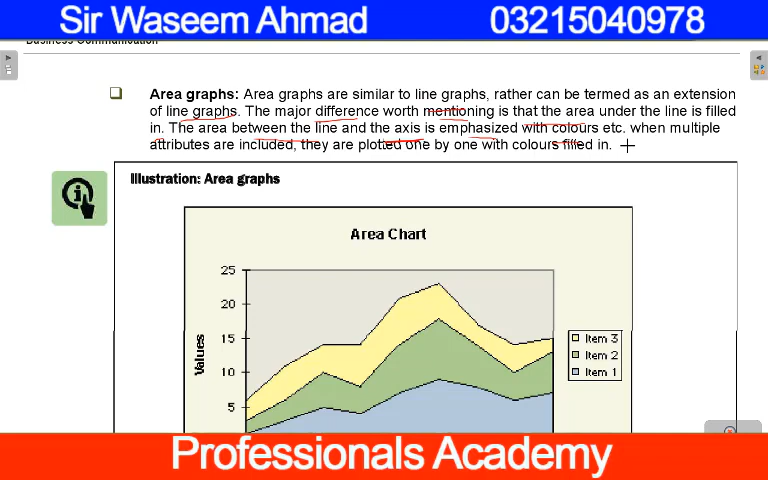 Sir Waseem Ahmad 03215040978
Business Communication
Area graphs: Area graphs are similar to line graphs, rather can be termed as an extension
of line graphs. The major difference worth mentioning is that the area under the line is filled
in. The area between the line and the axis is emphasized with colours etc. when multiple
attributes are included, they are plotted one by one with colours filled in.
Illustration: Area graphs
Area Chart
25
20
15
10
5
Values
Item 3
Item 2
Item 1
Professionals Academy